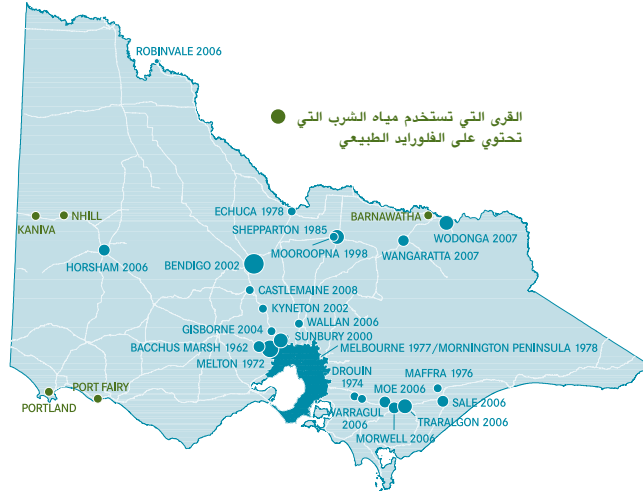 ROBINVALE 2006
القرى التي تستخدم مياه الشرب التي
تحتوي على الفلورايد الطبيعي
ECHUCA 1978
BARNAWATHA
NHILL
KANIVA
SHEPPARTON 1985
WODONGA 2007
MOOROOPNA 1998
WANGARATTA 2007
HORSHAM 2006
BENDIGO 2002
CASTLEMAINE 2008
KYNETON 2002
WALLAN 2006
GISBORNE 2004
SUNBURY 2000
BACCHUS MARSH 1962
MELBOURNE 1977/MORNINGTON PENINSULA 1978
MELTON 1972
DROUIN
1974
MAFFRA 1976
MOE 2006
PORT FAIRY
PORTLAND
SALE 2006
WARRAGUL
2006
TRARALGON 2006
MORWELL 2006